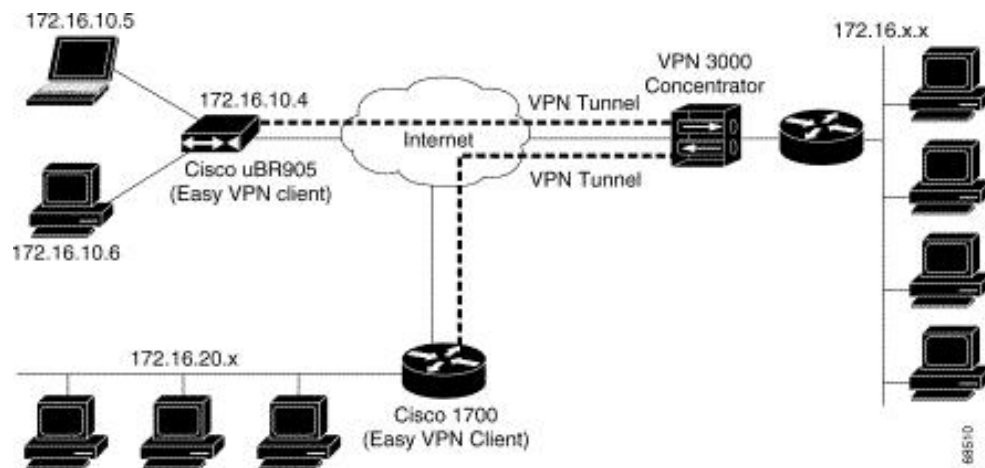 172.16.10.5
172.16.x.x
VPN 3000
Concentrator
172.16.10.4
VPN Tunnel
Internet
Cisco uBR905
(Easy VPN client)
VPN Tunnel
172.16.10.6
172.16.20.x
Cisco 1700
(Easy VPN Client)
68510